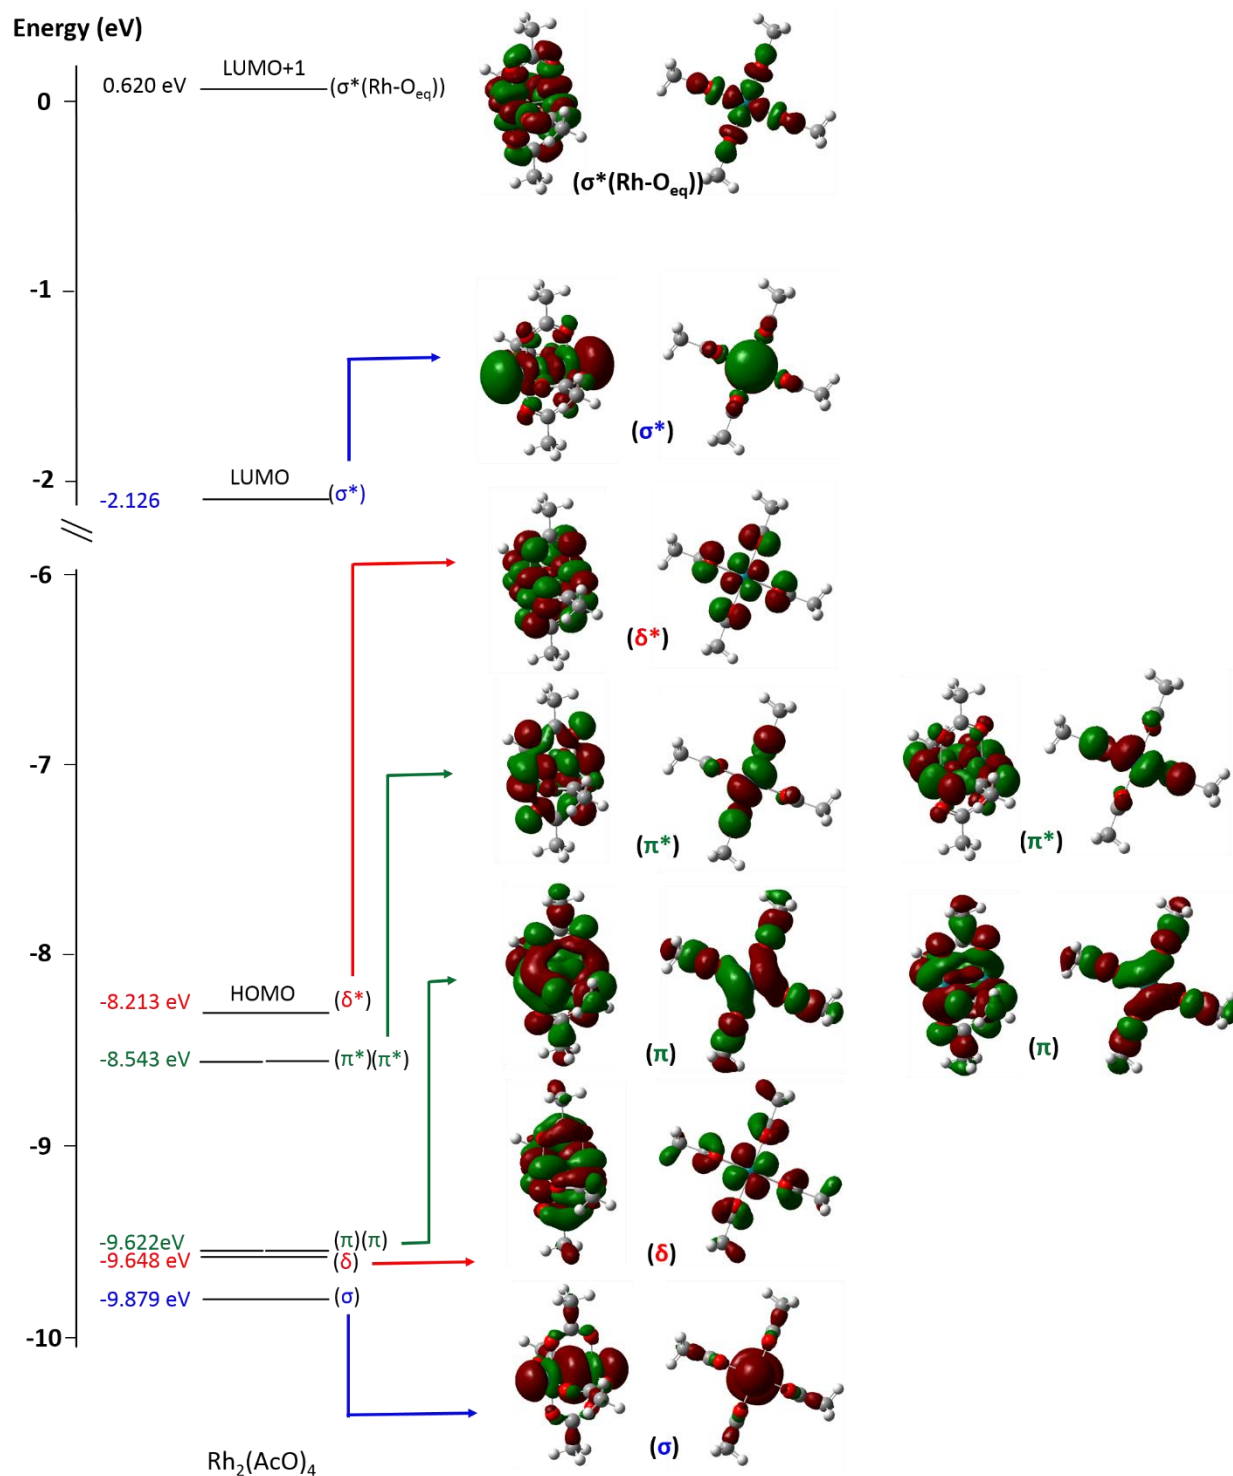 Energy (eV)
LUMO+1
0.620 eV (σ*(Rh-Oeq))
0
(σ*(Rh-Oeq))
-1
(σ*)
-2
LUMO
-2.126 (σ*)
-6
(δ*)
-7
(π*) (π*)
-8
-8.213 eV HOMO (δ*)
-8.543 eV (π*)(π*)
(π) (π)
-9
-9.622eV (π)(π)
-9.648 eV (δ)
(δ)
-9.879 eV (σ)
-10
(σ)
Rh2(AcO)4